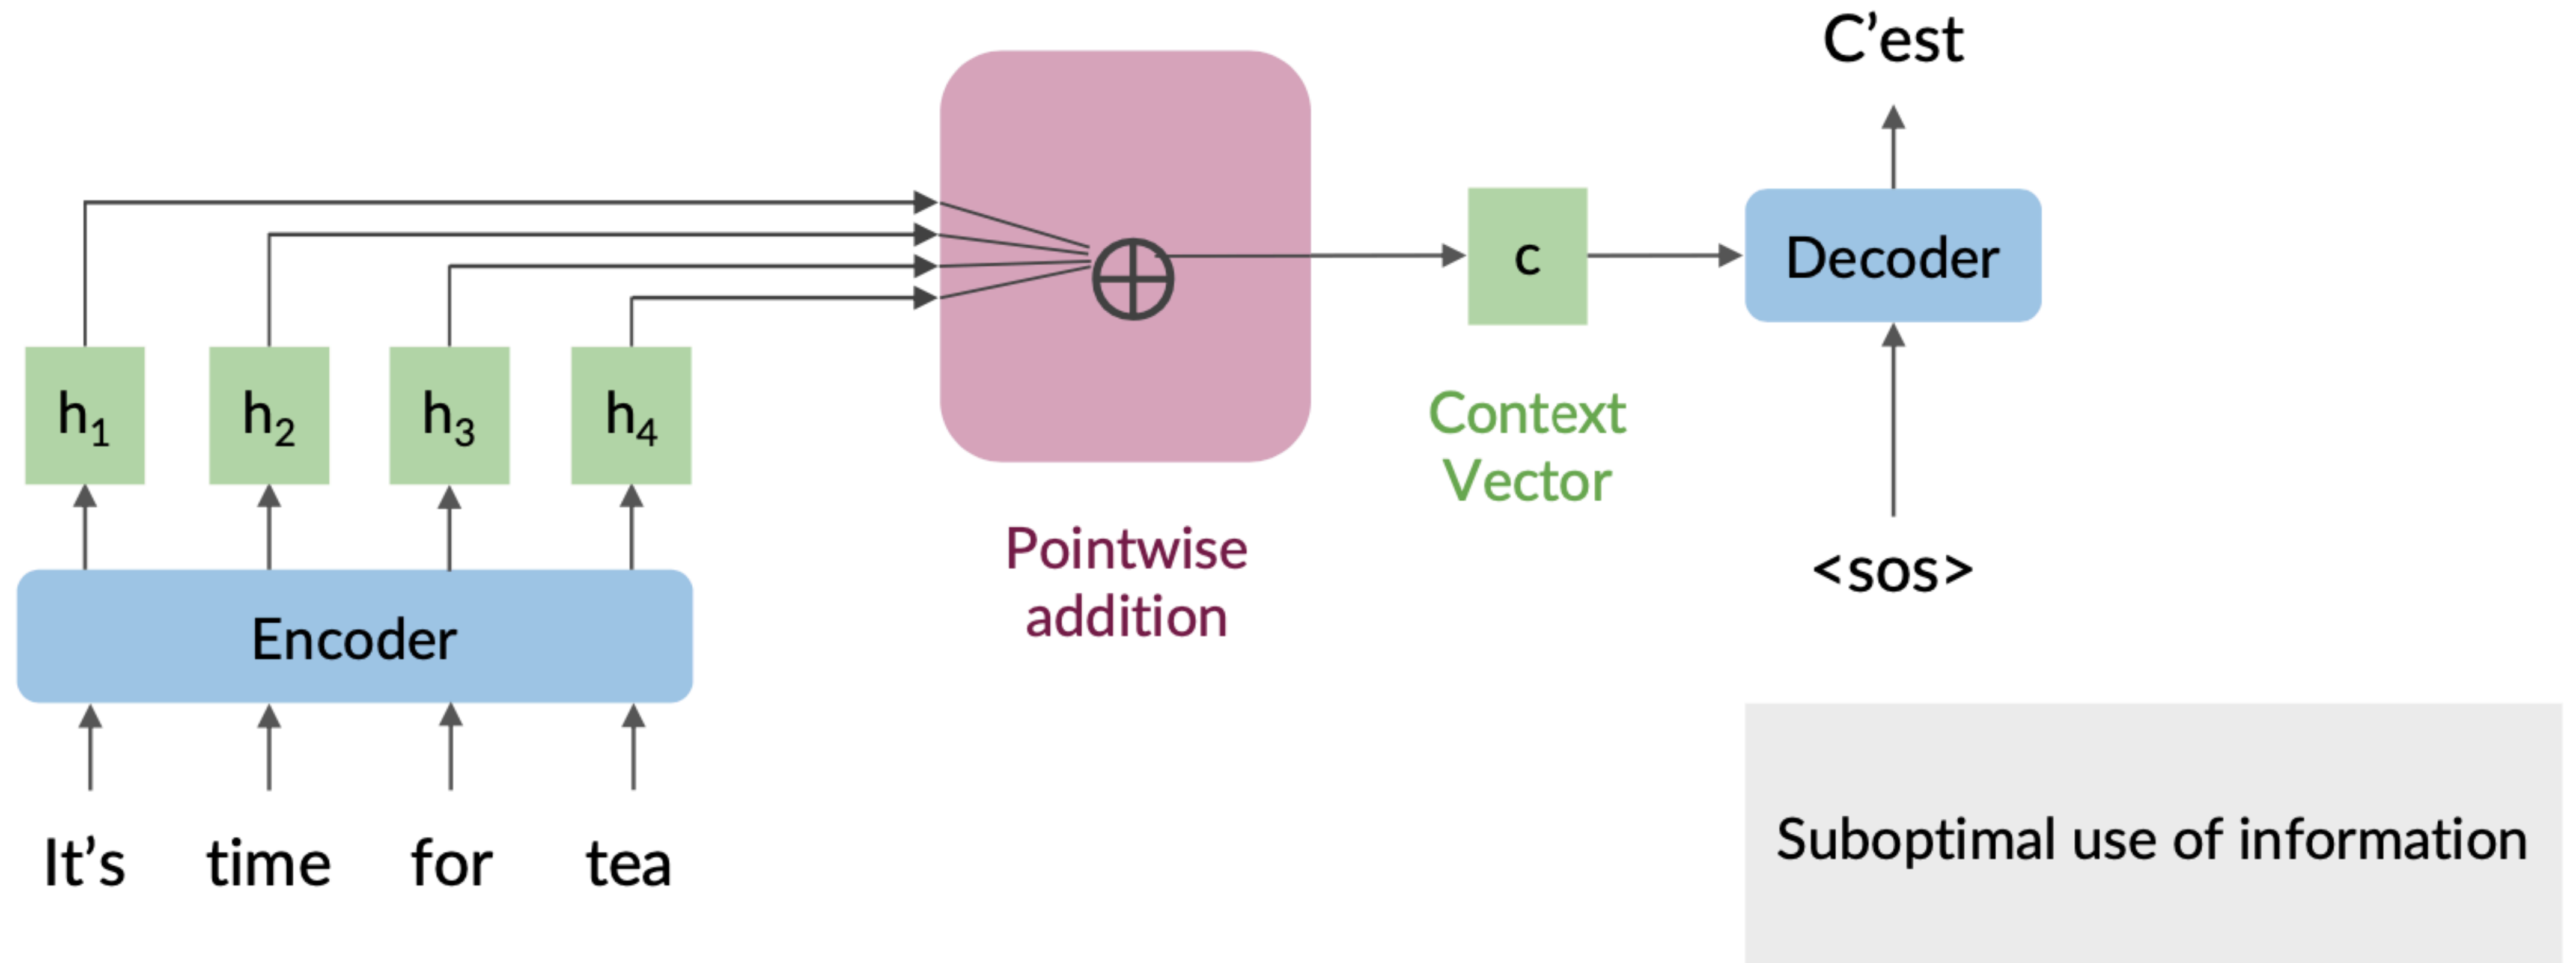 C’est
c
Decoder
h1
h2
h3
h4
Context
Vector
Pointwise
addition
<sos>
Encoder
It’s time for tea
Suboptimal use of information